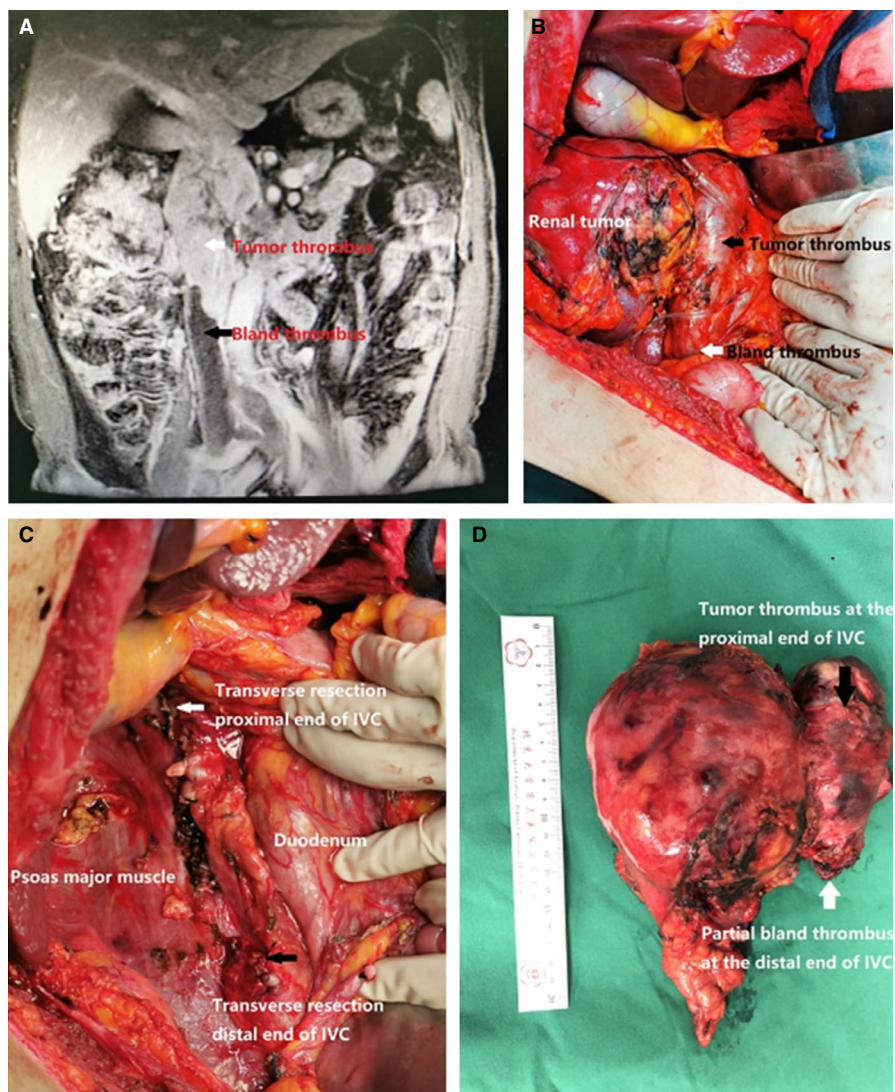 A
Tumor thrombus
Bland thrombus
B
Renal tumor
Tumor thrombus
Bland thrombus
C
Transverse resection
proximal end of IVC
Duodenum
Psoas major muscle
Transverse resection
distal end of IVC
D
Tumor thrombus at the
proximal end of IVC
Partial bland thrombus
at the distal end of IVC